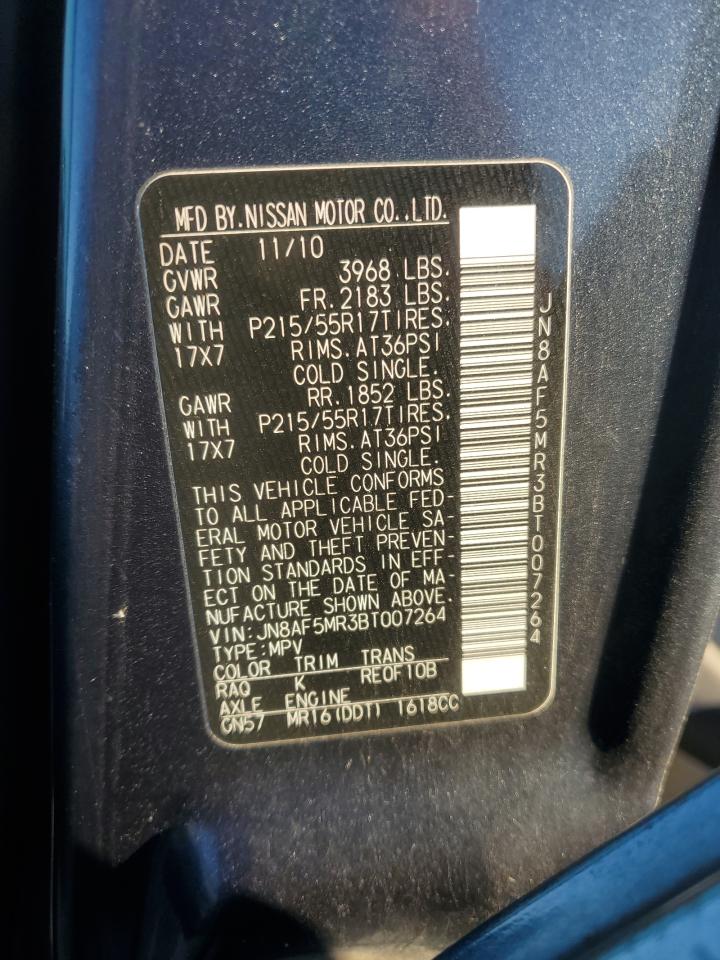 MFD BY.NISSAN MOTOR CO.,LTD.
DATE 11/10
GVWR 3968 LBS.
GAWR FR.2183 LBS.
WITH P215/55R17TIRES.
17X7 RIMS.AT36PSI
COLD SINGLE.
GAWR RR.1852 LBS.
WITH P215/55R17TIRES.
17X7 RIMS.AT36PSI
COLD SINGLE.
THIS VEHICLE CONFORMS
TO ALL APPLICABLE FED-
ERAL MOTOR VEHICLE SA-
FETY AND THEFT PREVEN-
TION STANDARDS IN EFF-
ECT ON THE DATE OF MA-
NUFACTURE SHOWN ABOVE.
VIN:JN8AF5MR3BT007264
TYPE:MPV
COLOR TRIM TRANS
RAQ K RE0F10B
AXLE ENGINE
GN57 MR16(DDT) 1618CC
JN8AF5MR3BT007264